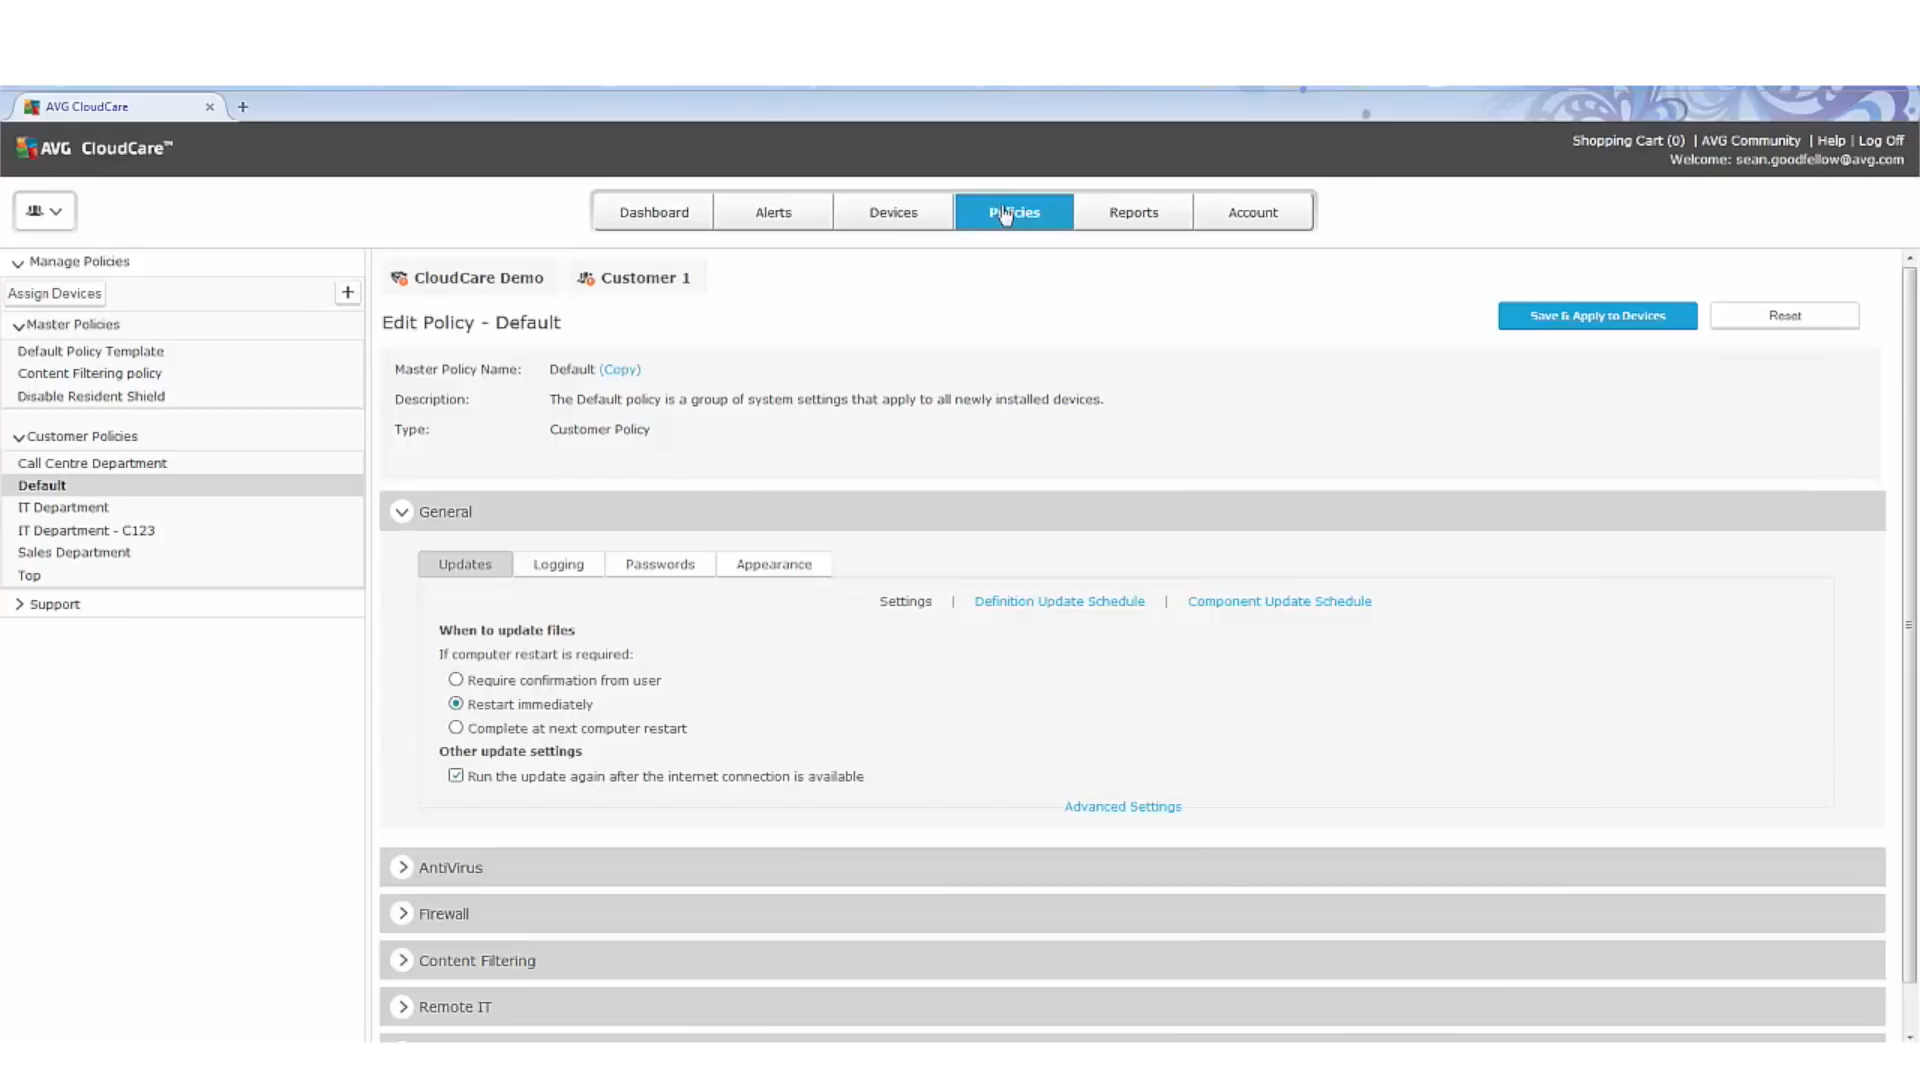 AVG CloudCare
AVG CloudCare™
Shopping Cart (0) | AVG Community | Help | Log Off
Welcome: sean.goodfellow@avg.com
Dashboard
Alerts
Devices
Policies
Reports
Account
Manage Policies
Assign Devices
Master Policies
Default Policy Template
Content Filtering policy
Disable Resident Shield
Customer Policies
Call Centre Department
Default
IT Department
IT Department - C123
Sales Department
Top
Support
CloudCare Demo
Customer 1
Edit Policy - Default
Save & Apply to Devices
Reset
Master Policy Name: Default (Copy)
Description: The Default policy is a group of system settings that apply to all newly installed devices.
Type: Customer Policy
General
Updates
Logging
Passwords
Appearance
Settings | Definition Update Schedule | Component Update Schedule
When to update files
If computer restart is required:
Require confirmation from user
Restart immediately
Complete at next computer restart
Other update settings
Run the update again after the internet connection is available
Advanced Settings
AntiVirus
Firewall
Content Filtering
Remote IT